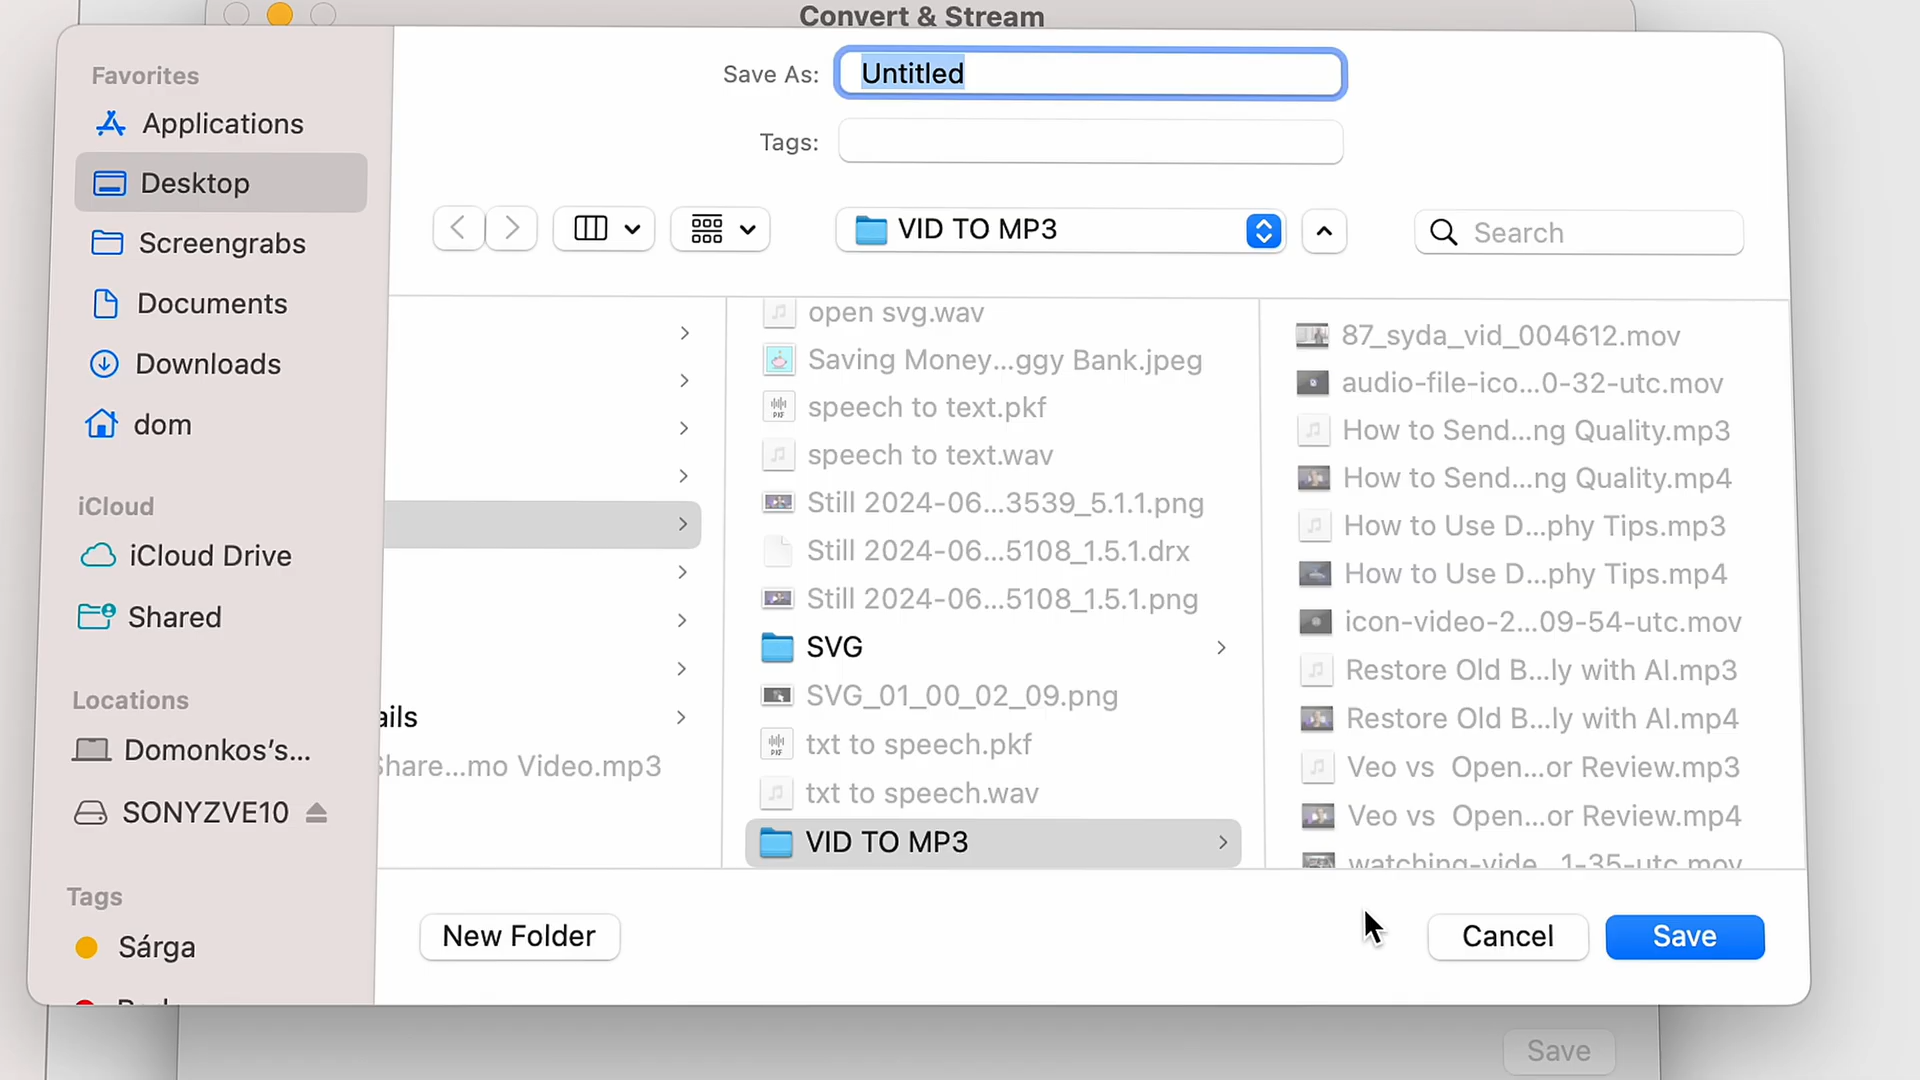 Convert & Stream
Favorites
Applications
Desktop
Screengrabs
Documents
Downloads
dom
iCloud
iCloud Drive
Shared
Locations
Domonkos's...
SONYZVE10
Tags
Sárga
Save As: Untitled
Tags:
VID TO MP3
Search
ails
Share...mo Video.mp3
open svg.wav
Saving Money...ggy Bank.jpeg
speech to text.pkf
speech to text.wav
Still 2024-06...3539_5.1.1.png
Still 2024-06...5108_1.5.1.drx
Still 2024-06...5108_1.5.1.png
SVG
SVG_01_00_02_09.png
txt to speech.pkf
txt to speech.wav
VID TO MP3
87_syda_vid_004612.mov
audio-file-ico...0-32-utc.mov
How to Send...ng Quality.mp3
How to Send...ng Quality.mp4
How to Use D...phy Tips.mp3
How to Use D...phy Tips.mp4
icon-video-2...09-54-utc.mov
Restore Old B...ly with AI.mp3
Restore Old B...ly with AI.mp4
Veo vs Open...or Review.mp3
Veo vs Open...or Review.mp4
watching-vide...1-35-utc.mov
New Folder
Cancel
Save
Save